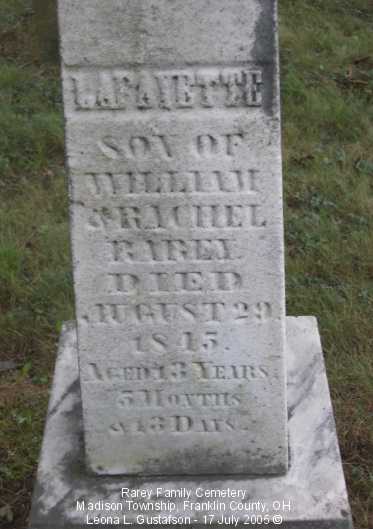 LAFAYETTE
SON OF
WILLIAM
& RACHEL
RAREY
DIED
AUGUST 29,
1845.
AGED 13 YEARS,
5 MONTHS
& 13 DAYS.
Rarey Family Cemetery
Madison Township, Franklin County, OH
Leona L. Gustafson - 17 July 2005 ©